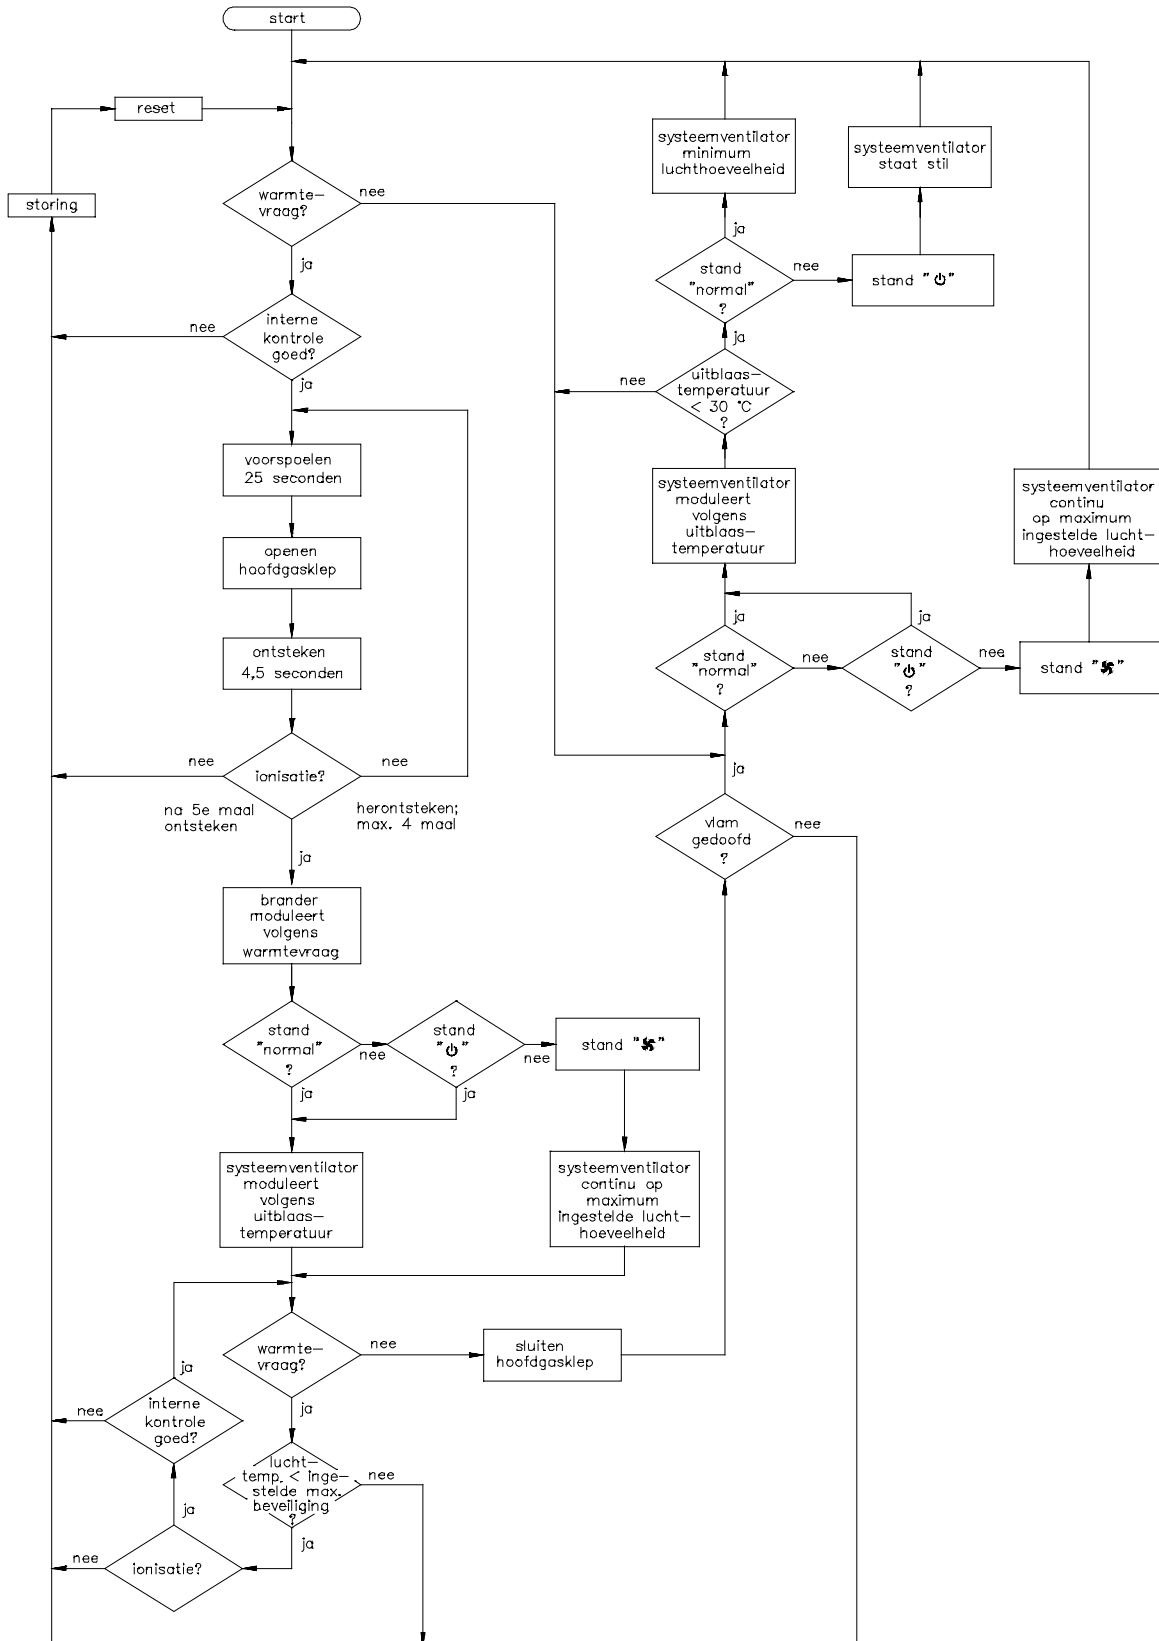 start
reset
storing
warmte-
vraag?
nee
ja
interne
kontrole
goed?
nee
ja
voorspoelen
25 seconden
openen
hoofdgasklep
ontsteken
4,5 seconden
ionisatie?
nee
nee
na 5e maal
ontsteken
herontsteken;
max. 4 maal
ja
brander
moduleert
volgens
warmtevraag
stand
"normal"
?
nee
ja
stand
"⏻"
?
nee
ja
stand " "
systeemventilator
moduleert
volgens
uitblaas-
temperatuur
systeemventilator
continu op
maximum
ingestelde lucht-
hoeveelheid
warmte-
vraag?
nee
ja
sluiten
hoofdgasklep
interne
kontrole
goed?
nee
ja
lucht-
temp. < inge-
stelde max.
beveiliging
?
nee
ja
ionisatie?
nee
ja
systeemventilator
minimum
luchthoeveelheid
systeemventilator
staat stil
ja
stand
"normal"
?
nee
stand "⏻"
ja
uitblaas-
temperatuur
< 30 °C
?
nee
systeemventilator
moduleert
volgens
uitblaas-
temperatuur
systeemventilator
continu
op maximum
ingestelde lucht-
hoeveelheid
ja
stand
"normal"
?
nee
ja
stand
"⏻"
?
nee
stand " "
ja
vlam
gedoofd
?
nee